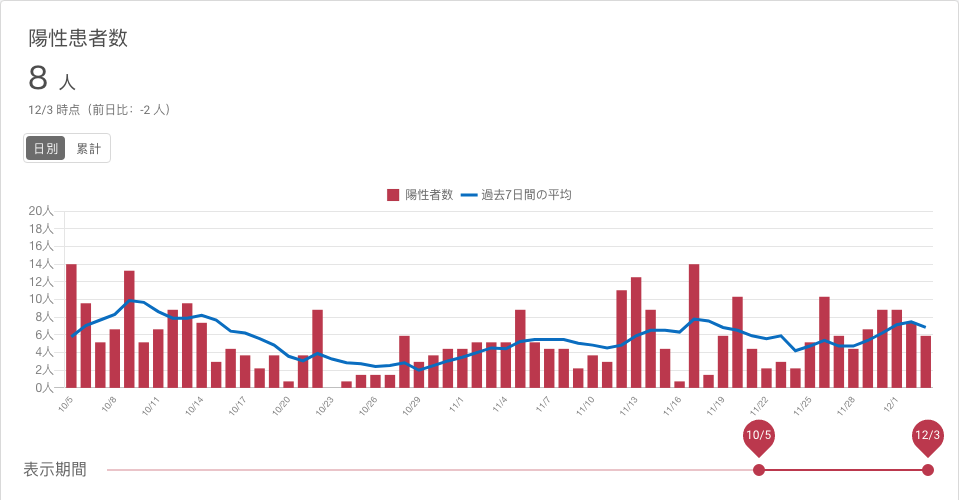 陽性患者数
8 人
12/3 時点（前日比：-2 人）
日別 累計
陽性者数 過去7日間の平均
20人
18人
16人
14人
12人
10人
8人
6人
4人
2人
0人
10/5 10/8 10/11 10/14 10/17 10/20 10/23 10/26 10/29 11/1 11/4 11/7 11/10 11/13 11/16 11/19 11/22 11/25 11/28 12/1
10/5 12/3
表示期間